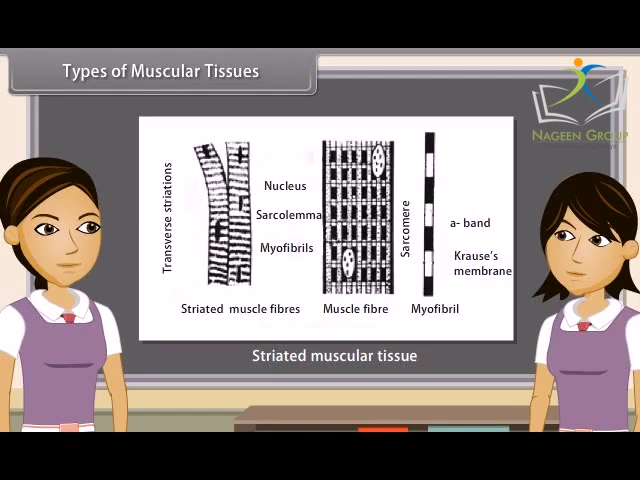 Types of Muscular Tissues
NAGEEN GROUP
Transverse striations
Nucleus
Sarcolemma
Myofibrils
Sarcomere
a- band
Krause's
membrane
Striated muscle fibres
Muscle fibre
Myofibril
Striated muscular tissue